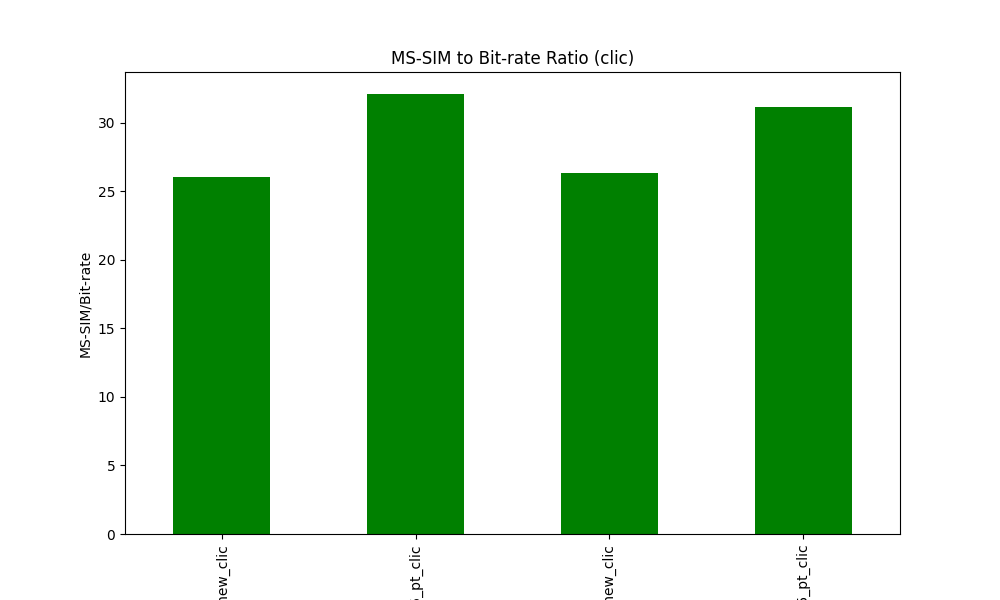 MS-SIM to Bit-rate Ratio (clic)
MS-SIM/Bit-rate
30
25
20
15
10
5
0
new_clic
_pt_clic
new_clic
_pt_clic